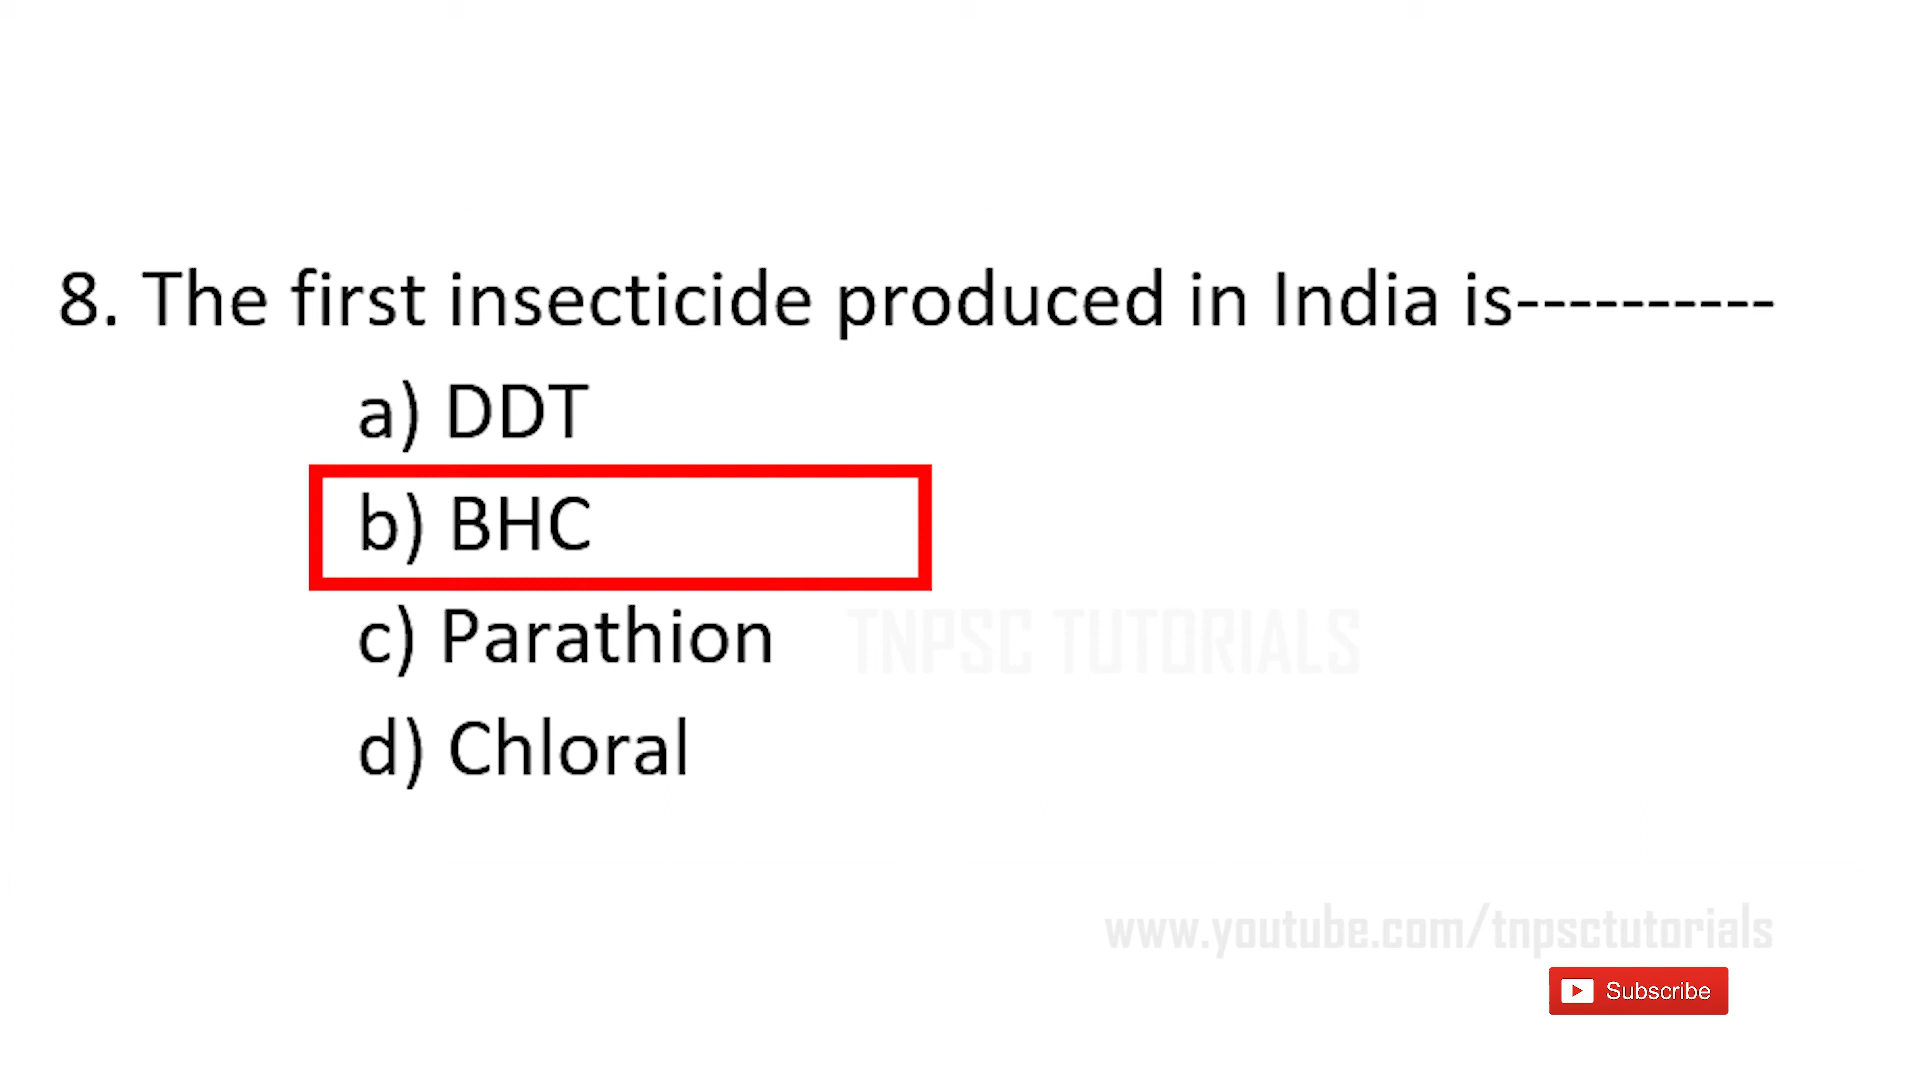 8. The first insecticide produced in India is----------
a) DDT
b) BHC
c) Parathion
TNPSC TUTORIALS
d) Chloral
www.youtube.com/tnpsctutorials
Subscribe